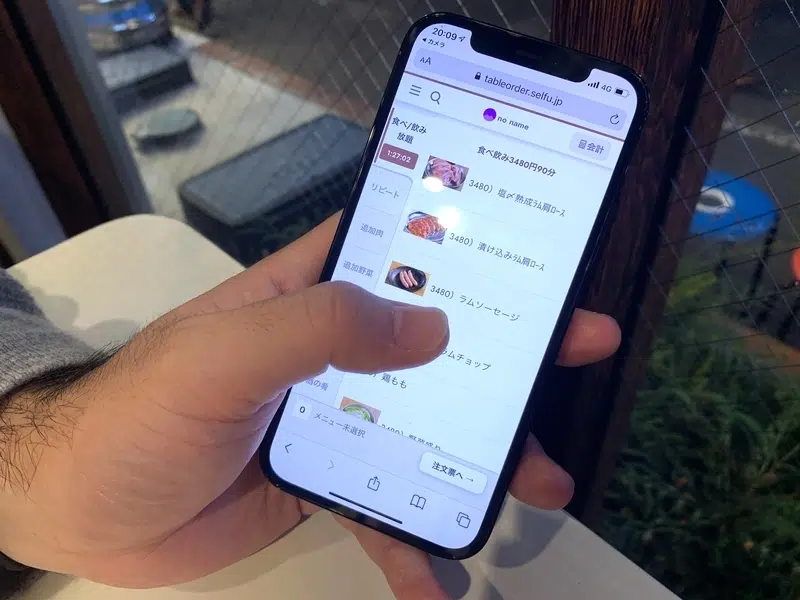 20:09
カメラ
4G
AA
tableorder.selfu.jp
no name
会計
食べ/飲み
放題
1:27:02
食べ飲み3480円90分
3480）塩〆熟成ﾗﾑ肩ﾛｰｽ
リピート
3480）漬け込みﾗﾑ肩ﾛｰｽ
追加肉
3480）ラムソーセージ
追加野菜
ラムチョップ
鶏もも
の肴
3480）
0
メニュー未選択
注文票へ →